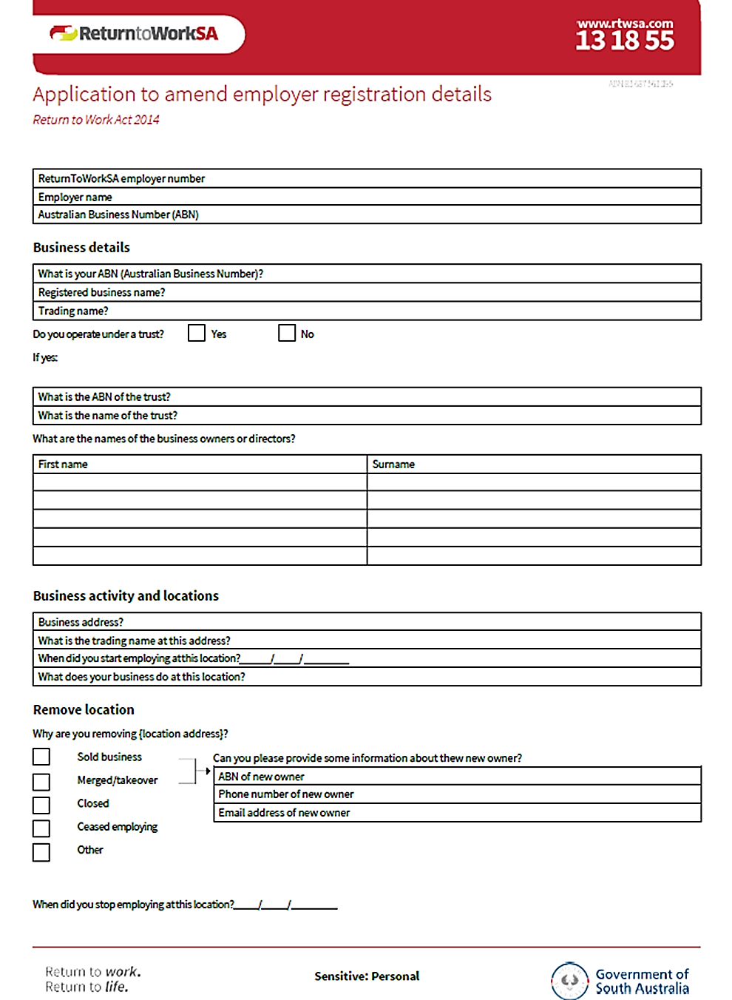 ReturntoWorkSA
www.rtwsa.com
13 18 55
Application to amend employer registration details
Return to Work Act 2014
ReturnToWorkSA employer number
Employer name
Australian Business Number (ABN)
Business details
What is your ABN (Australian Business Number)?
Registered business name?
Trading name?
Do you operate under a trust? Yes No
If yes:
What is the ABN of the trust?
What is the name of the trust?
What are the names of the business owners or directors?
First name Surname
Business activity and locations
Business address?
What is the trading name at this address?
When did you start employing at this location?_____/____/_______
What does your business do at this location?
Remove location
Why are you removing {location address}?
Sold business
Can you please provide some information about thew new owner?
ABN of new owner
Merged/takeover
Phone number of new owner
Closed
Email address of new owner
Ceased employing
Other
When did you stop employing at this location?____/____/_______
Return to work.
Return to life.
Sensitive: Personal
Government of
South Australia